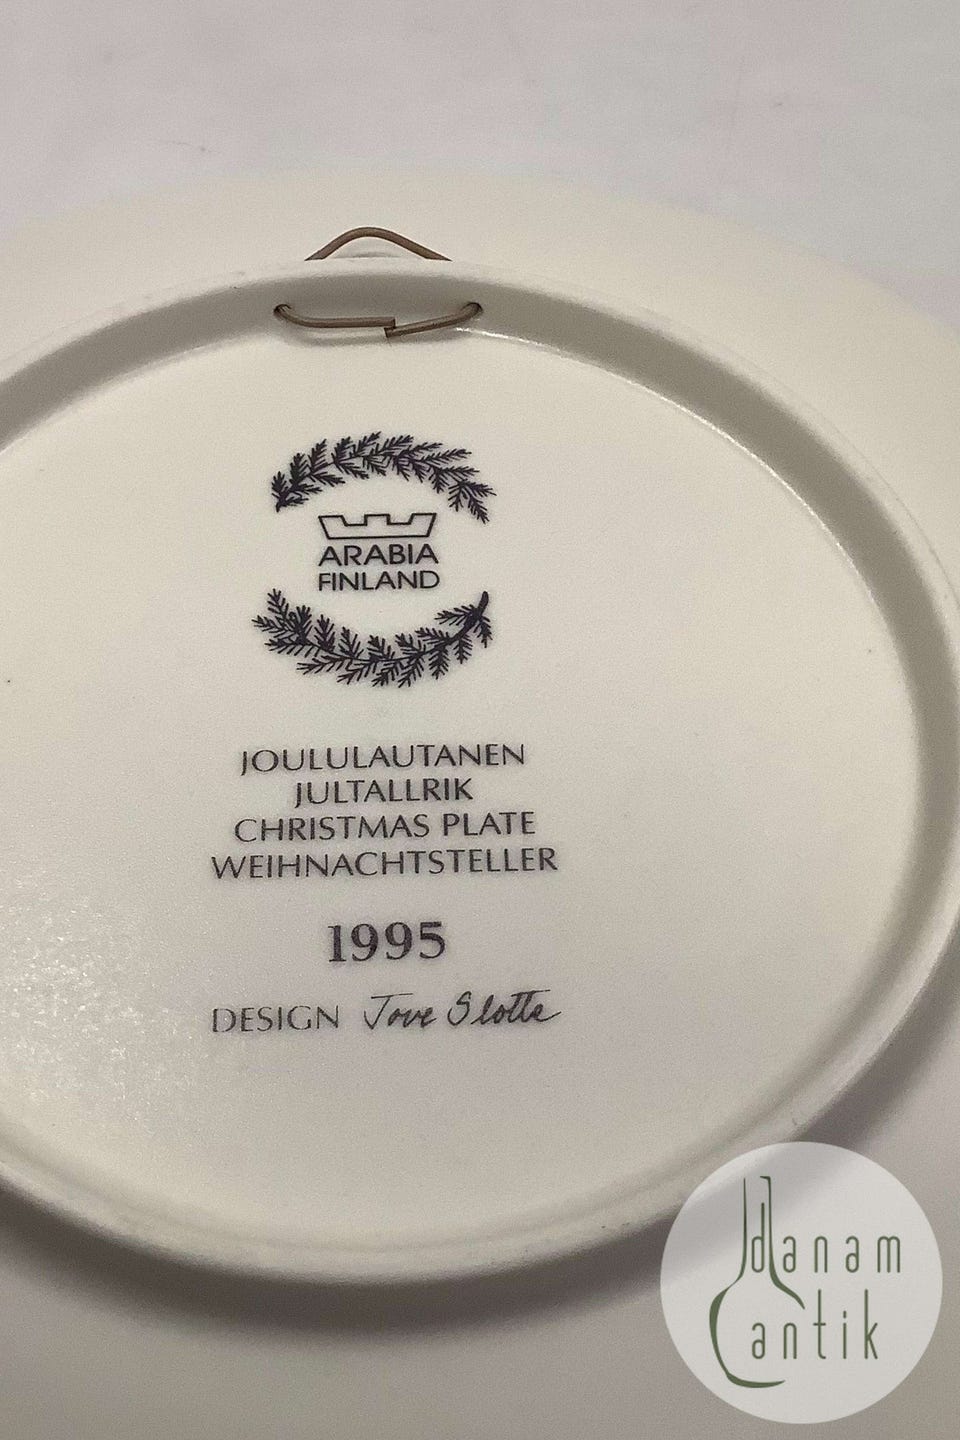 ARABIA
FINLAND
JOULULAUTANEN
JULTALLRIK
CHRISTMAS PLATE
WEIHNACHTSTELLER
1995
DESIGN Tove Slotte
danam
antik